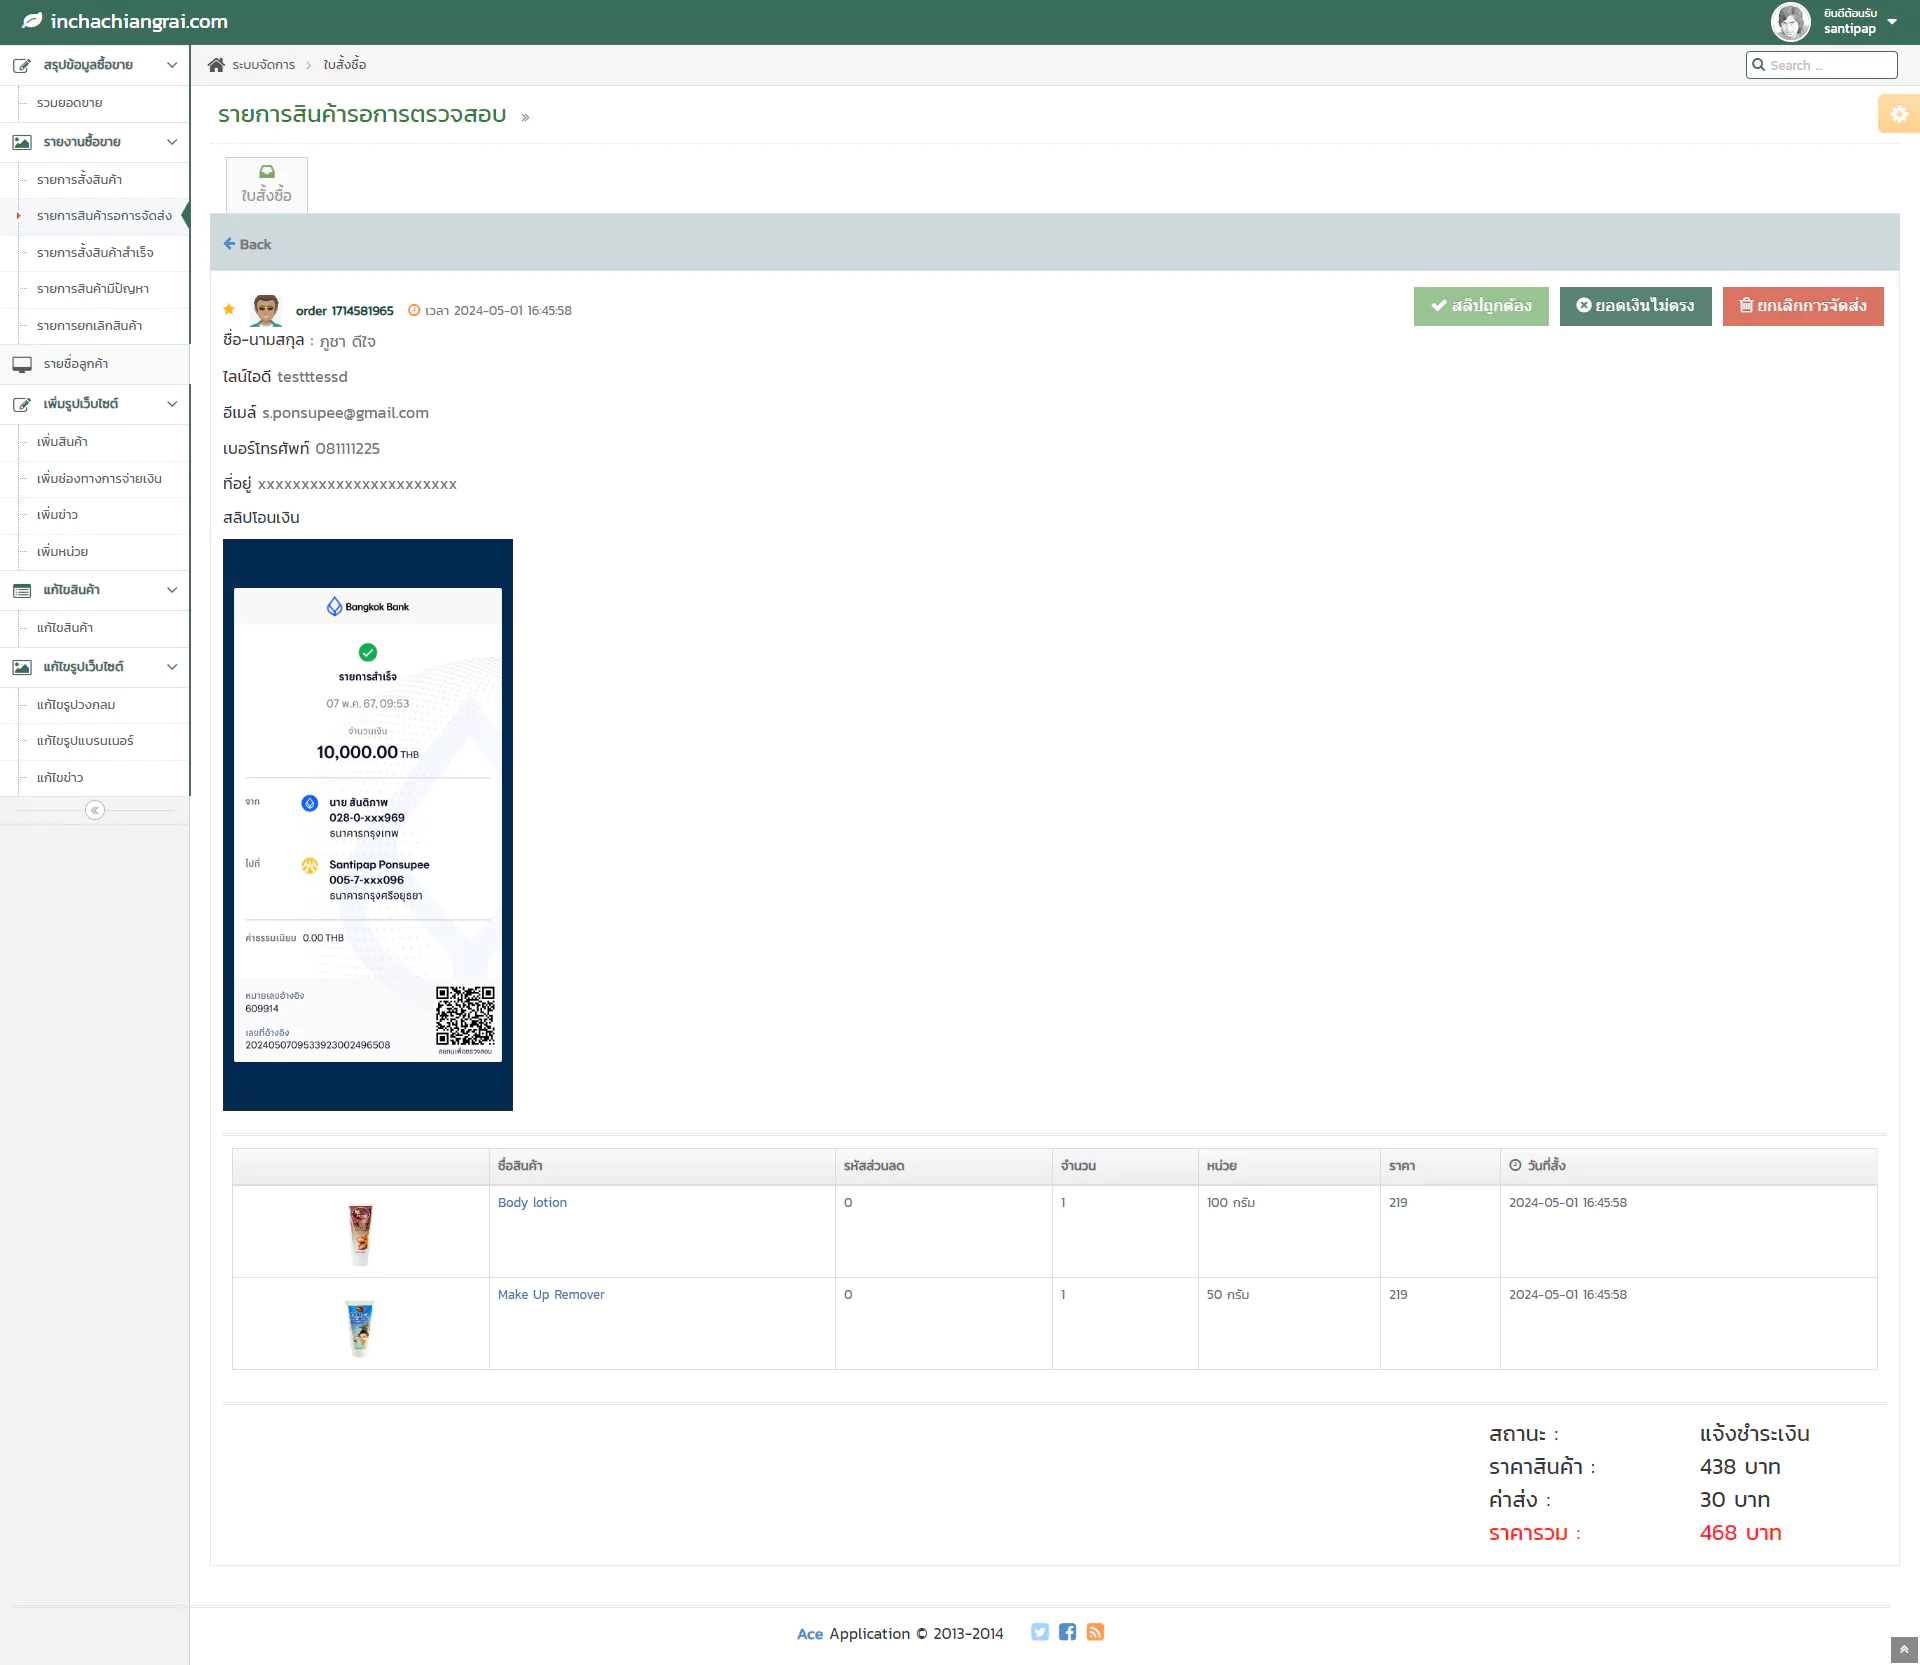 inchachiangrai.com
ยินดีต้อนรับ
santipap
สรุปข้อมูลซื้อขาย
รวมยอดขาย
รายงานซื้อขาย
รายการสั่งสินค้า
รายการสินค้ารอการจัดส่ง
รายการสั่งสินค้าสำเร็จ
รายการสินค้ามีปัญหา
รายการยกเลิกสินค้า
รายชื่อลูกค้า
เพิ่มรูปเว็บไซต์
เพิ่มสินค้า
เพิ่มช่องทางการจ่ายเงิน
เพิ่มข่าว
เพิ่มหน่วย
แก้ไขสินค้า
แก้ไขสินค้า
แก้ไขรูปเว็บไซต์
แก้ไขรูปวงกลม
แก้ไขรูปแบรนเนอร์
แก้ไขข่าว
ระบบจัดการ > ใบสั่งซื้อ
Search ...
รายการสินค้ารอการตรวจสอบ »
ใบสั่งซื้อ
Back
order 1714581965 เวลา 2024-05-01 16:45:58
สลิปถูกต้อง
ยอดเงินไม่ตรง
ยกเลิกการจัดส่ง
ชื่อ-นามสกุล : ภูชา ดีใจ
ไลน์ไอดี testttessd
อีเมล์ s.ponsupee@gmail.com
เบอร์โทรศัพท์ 081111225
ที่อยู่ xxxxxxxxxxxxxxxxxxxxxxx
สลิปโอนเงิน
Bangkok Bank
รายการสำเร็จ
07 พ.ค. 67, 09:53
จำนวนเงิน
10,000.00 THB
จาก
นาย สันติภาพ
028-0-xxx969
ธนาคารกรุงเทพ
ไปที่
Santipap Ponsupee
005-7-xxx096
ธนาคารกรุงศรีอยุธยา
ค่าธรรมเนียม 0.00 THB
หมายเลขอ้างอิง
609914
เลขที่อ้างอิง
2024050709533923002496508
สแกนเพื่อตรวจสอบ
ชื่อสินค้า รหัสส่วนลด จำนวน หน่วย ราคา วันที่สั่ง
Body lotion 0 1 100 กรัม 219 2024-05-01 16:45:58
Make Up Remover 0 1 50 กรัม 219 2024-05-01 16:45:58
สถานะ : แจ้งชำระเงิน
ราคาสินค้า : 438 บาท
ค่าส่ง : 30 บาท
ราคารวม : 468 บาท
Ace Application © 2013-2014